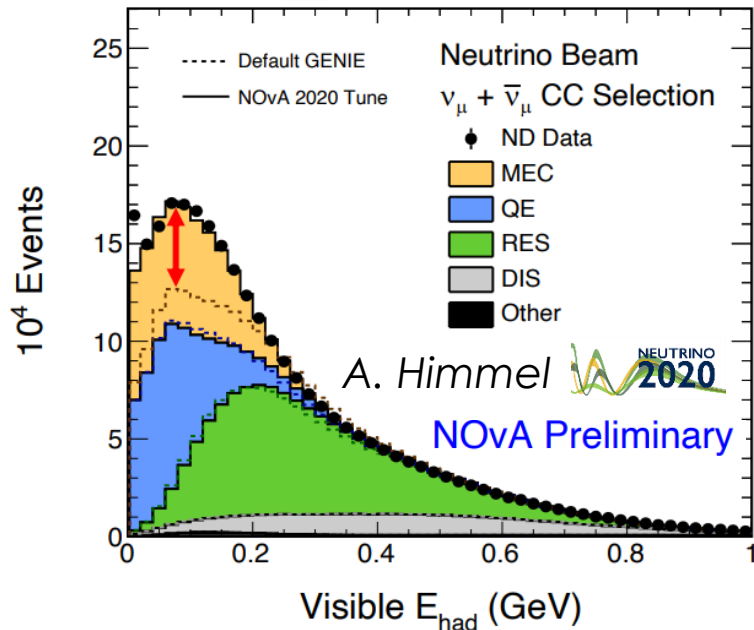 25
20
15
10
5
0
10⁴ Events
Default GENIE
NOvA 2020 Tune
Neutrino Beam
νμ + ν̄μ CC Selection
ND Data
MEC
QE
RES
DIS
Other
A. Himmel
NEUTRINO
2020
NOvA Preliminary
0 0.2 0.4 0.6 0.8 1
Visible E_had (GeV)